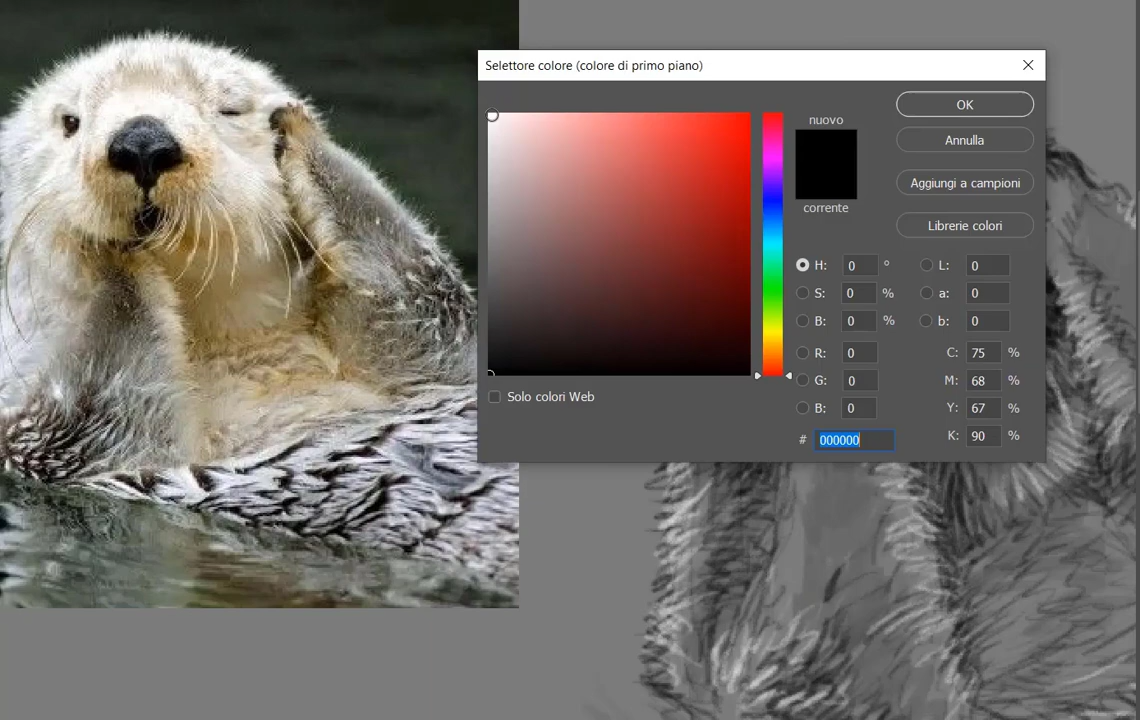 Selettore colore (colore di primo piano)
OK
nuovo
Annulla
Aggiungi a campioni
corrente
Librerie colori
H: 0 ° L: 0
S: 0 % a: 0
B: 0 % b: 0
R: 0 C: 75 %
G: 0 M: 68 %
Solo colori Web
B: 0 Y: 67 %
# 000000 K: 90 %